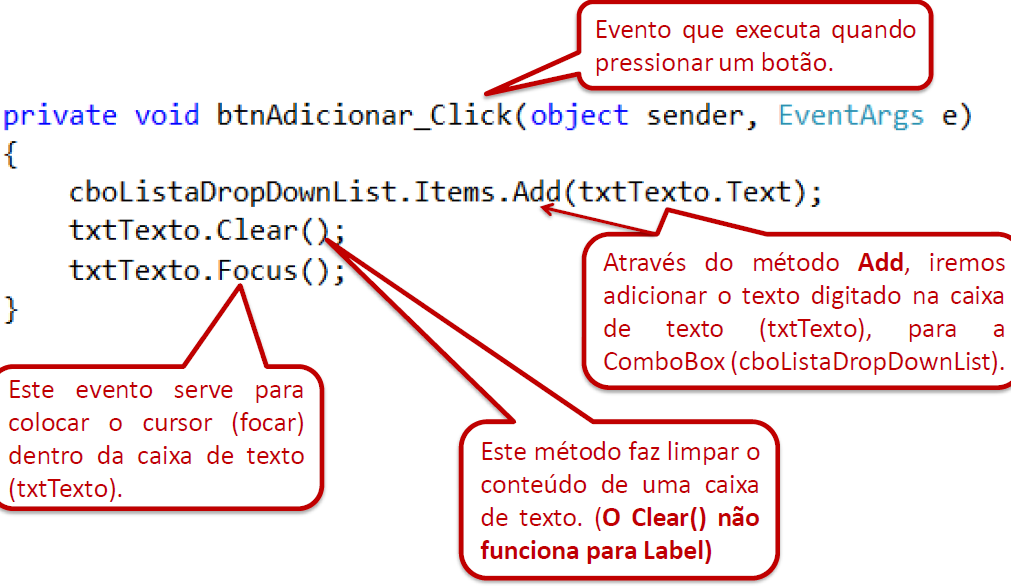 Evento que executa quando
pressionar um botão.
private void btnAdicionar_Click(object sender, EventArgs e)
{
cboListaDropDownList.Items.Add(txtTexto.Text);
txtTexto.Clear();
txtTexto.Focus();
}
Através do método Add, iremos
adicionar o texto digitado na caixa
de texto (txtTexto), para a
ComboBox (cboListaDropDownList).
Este evento serve para
colocar o cursor (focar)
dentro da caixa de texto
(txtTexto).
Este método faz limpar o
conteúdo de uma caixa
de texto. (O Clear() não
funciona para Label)